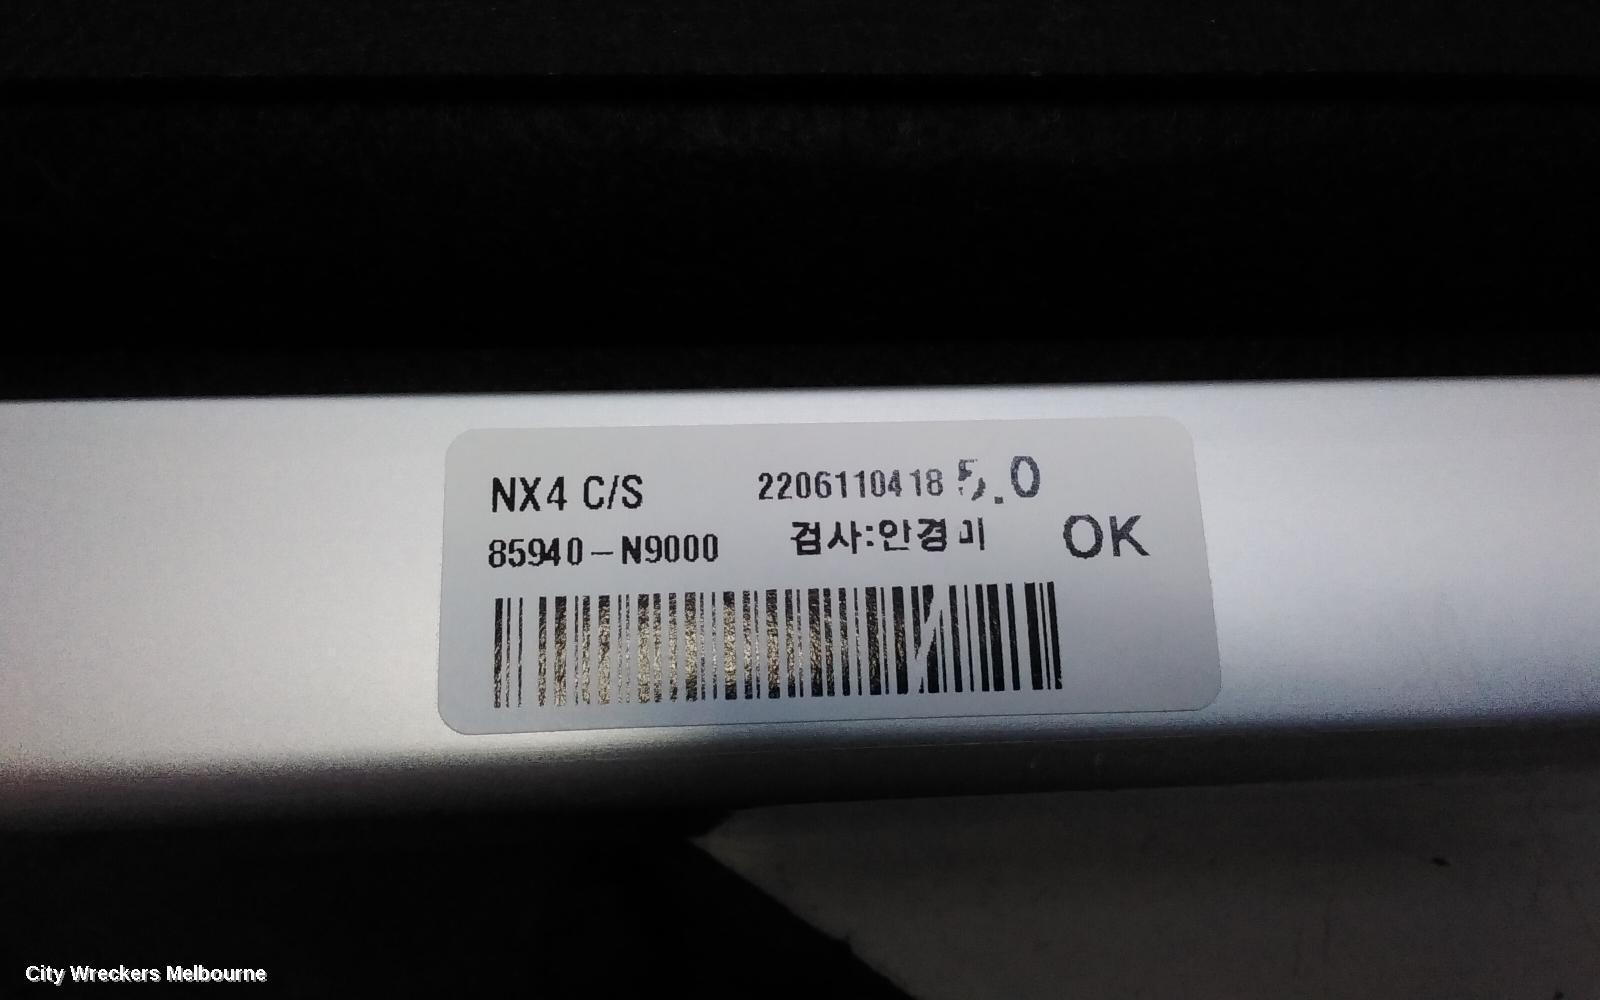 NX4 C/S 2206110418 5.0
85940-N9000 검사:안경미 OK
City Wreckers Melbourne